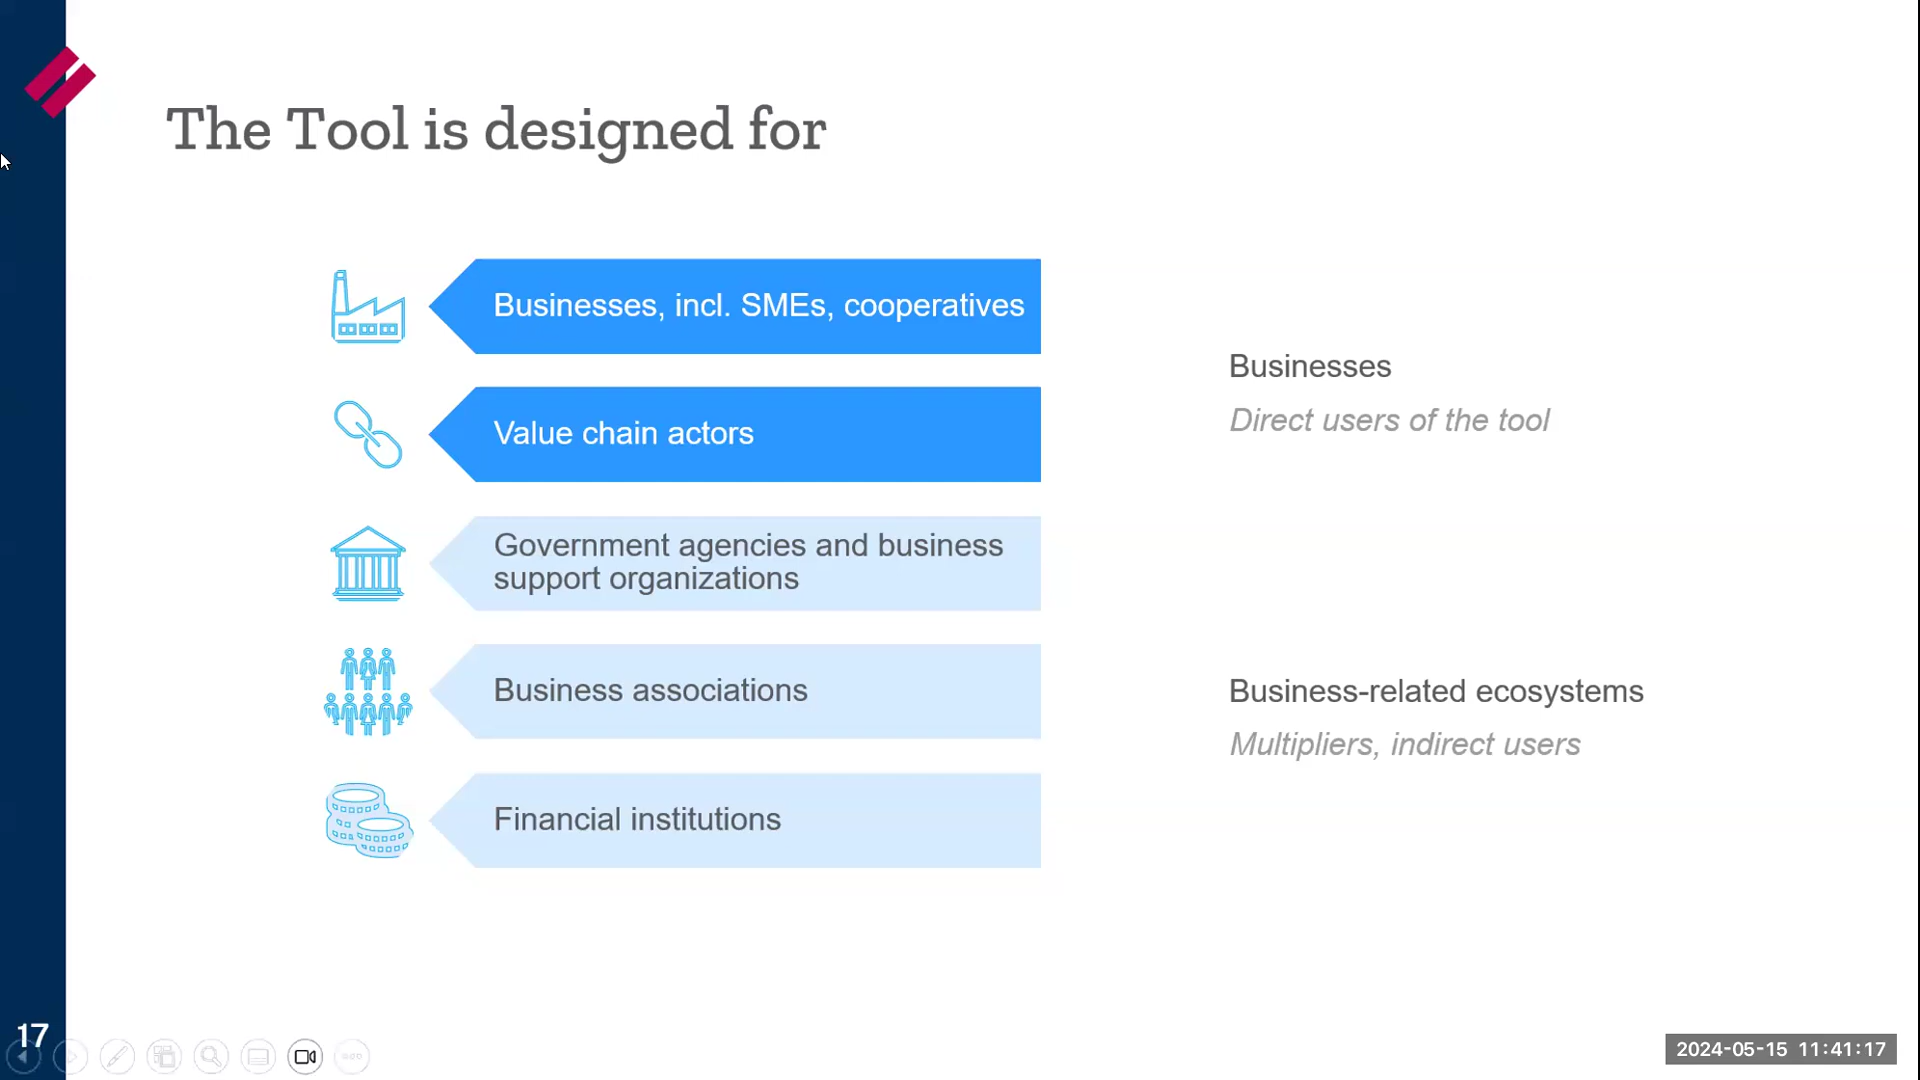 The Tool is designed for
Businesses, incl. SMEs, cooperatives
Value chain actors
Government agencies and business
support organizations
Business associations
Financial institutions
Businesses
Direct users of the tool
Business-related ecosystems
Multipliers, indirect users
17
2024-05-15 11:41:17